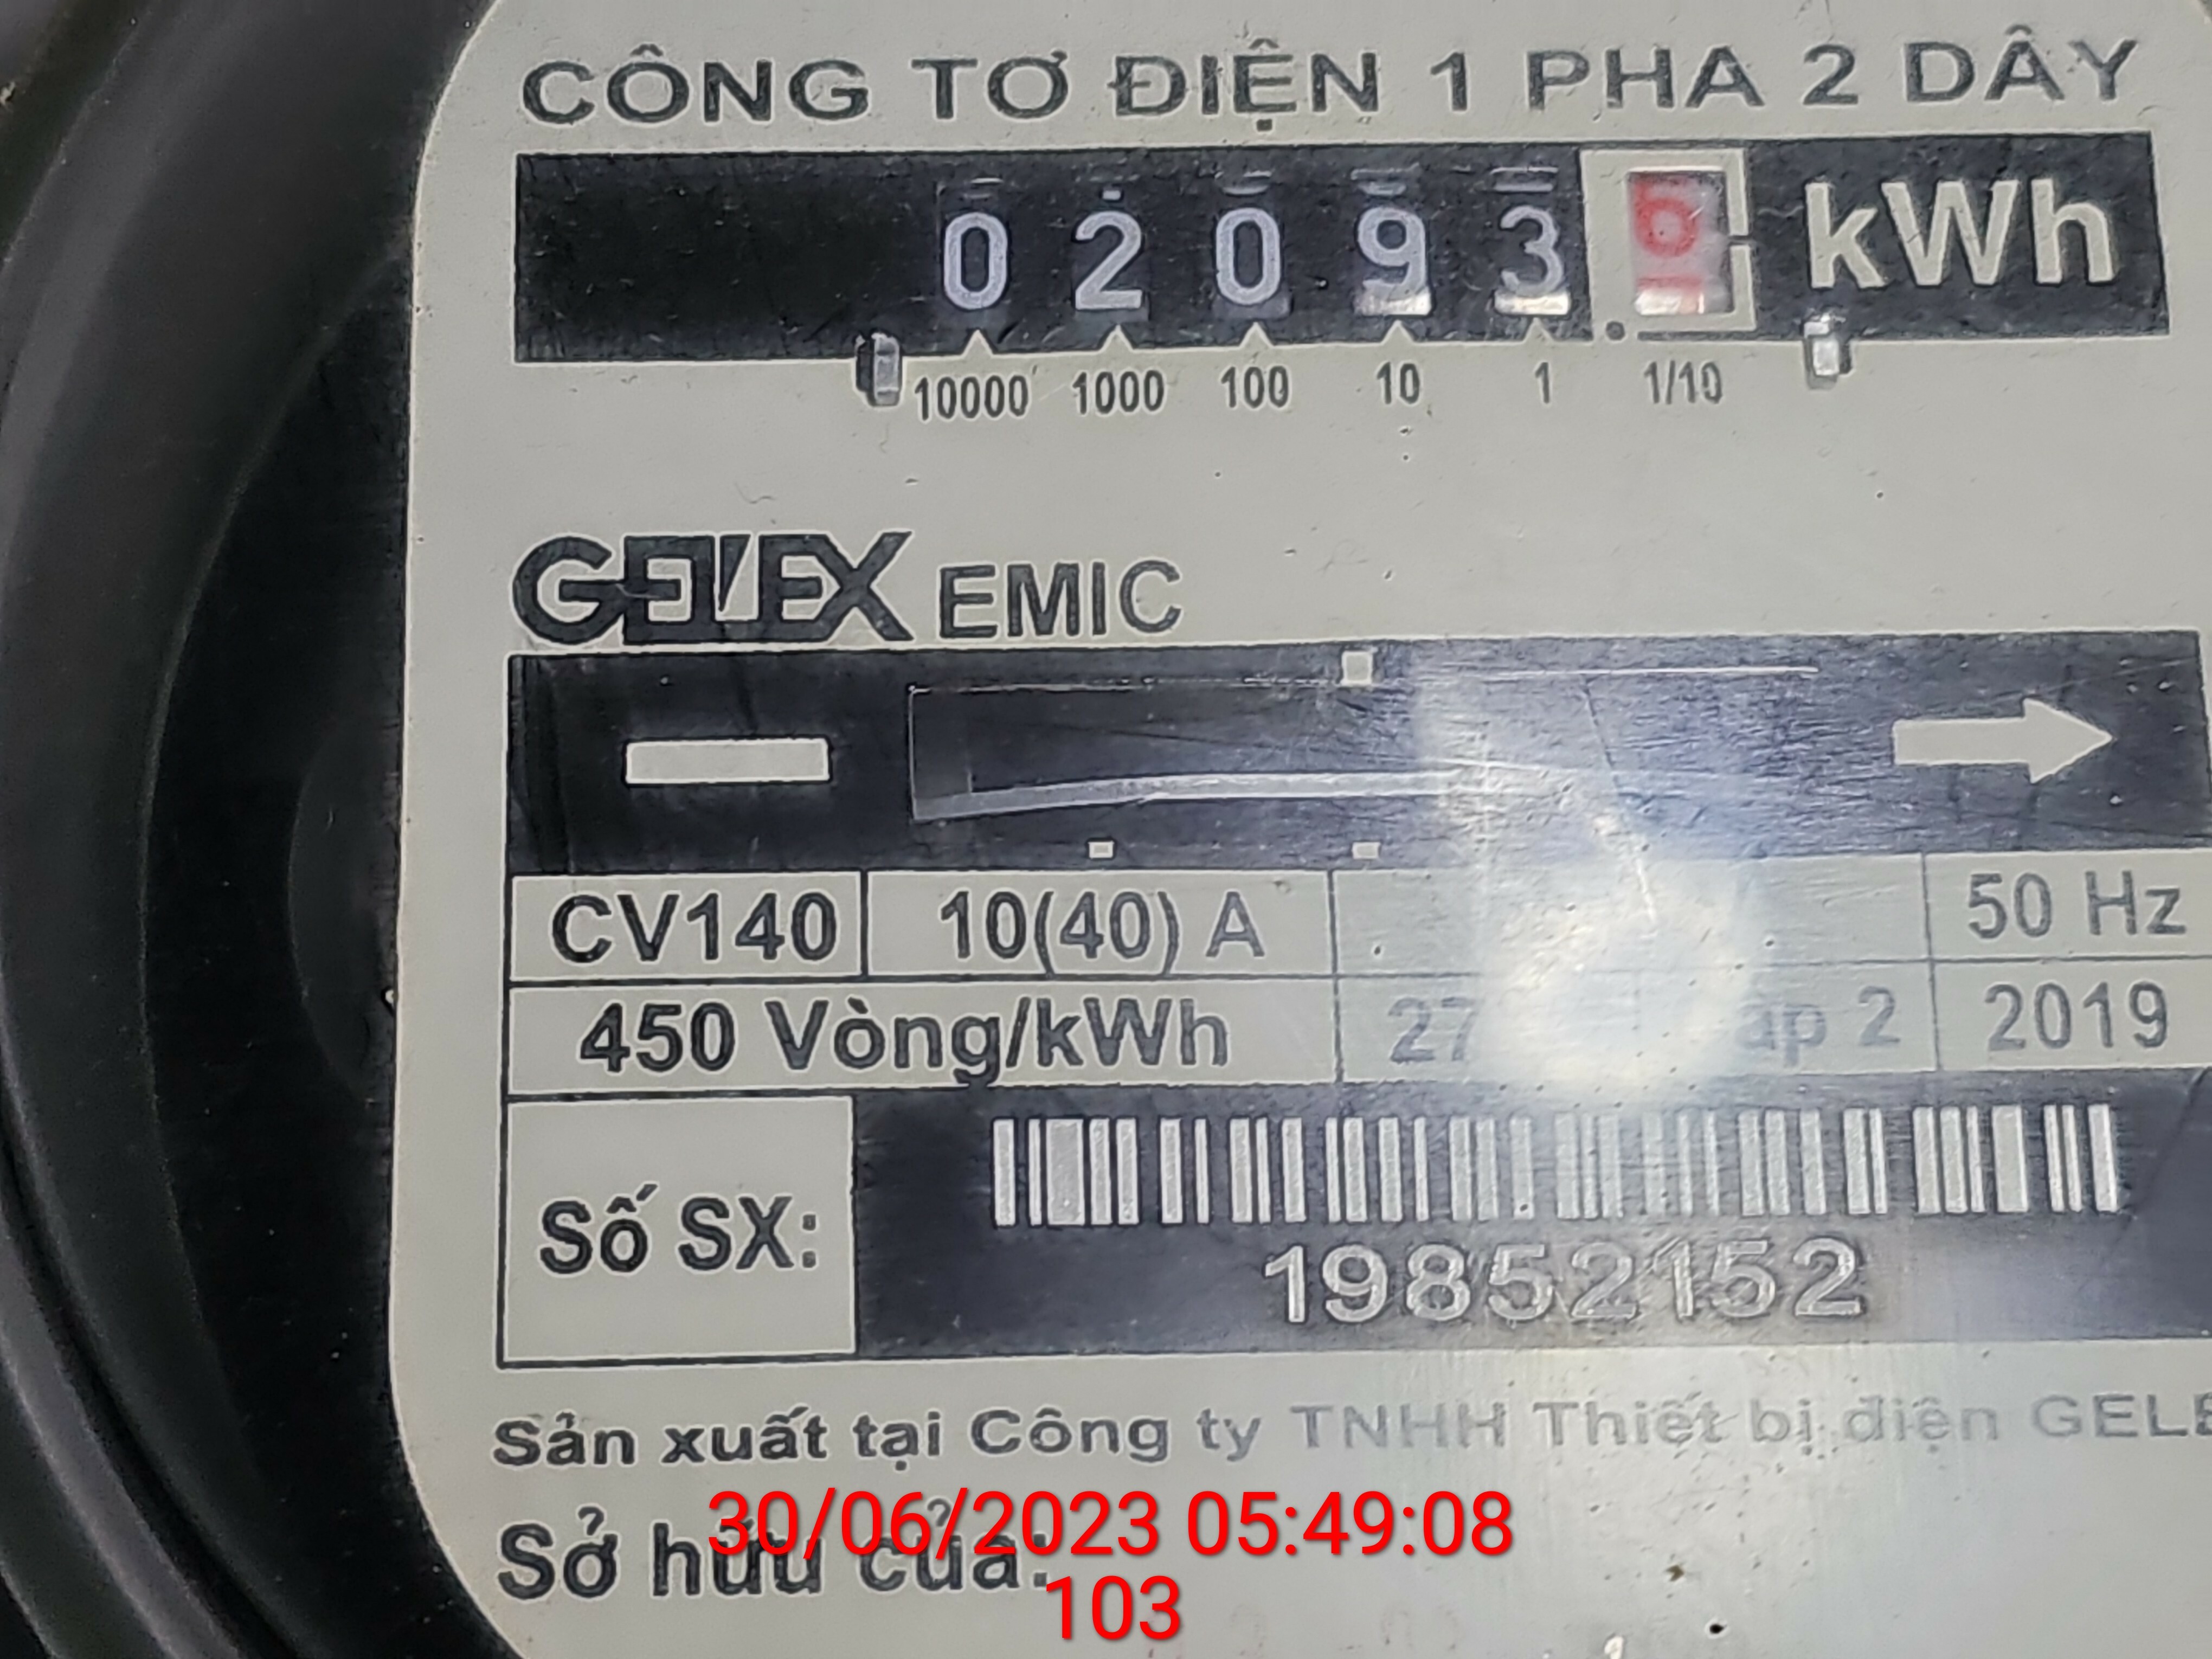 CÔNG TƠ ĐIỆN 1 PHA 2 DÂY
0 2 0 9 3 kWh
10000 1000 100 10 1 1/10
GELEX EMIC
CV140 10(40) A 50 Hz
450 Vòng/kWh 2 2019
Số SX:
19852152
Sản xuất tại Công ty TNHH Thiết bị điện
Sở hữu của:
30/06/2023 05:49:08
103